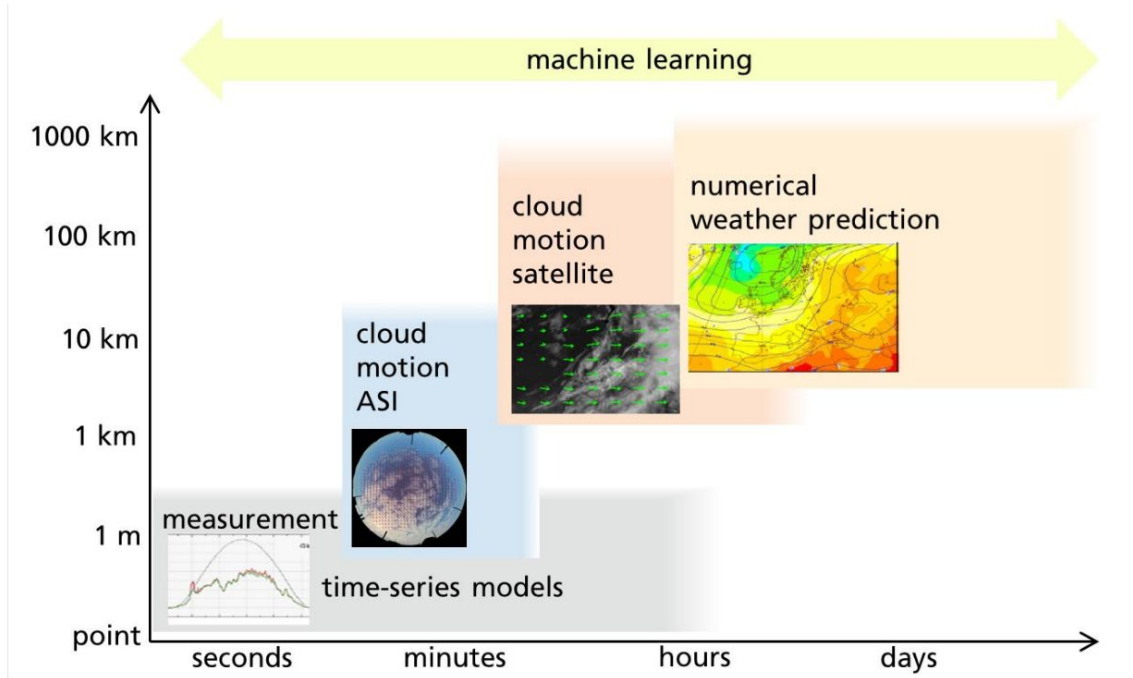 machine learning
1000 km
100 km
10 km
1 km
1 m
point
numerical
weather prediction
cloud
motion
satellite
cloud
motion
ASI
measurement
time-series models
seconds
minutes
hours
days